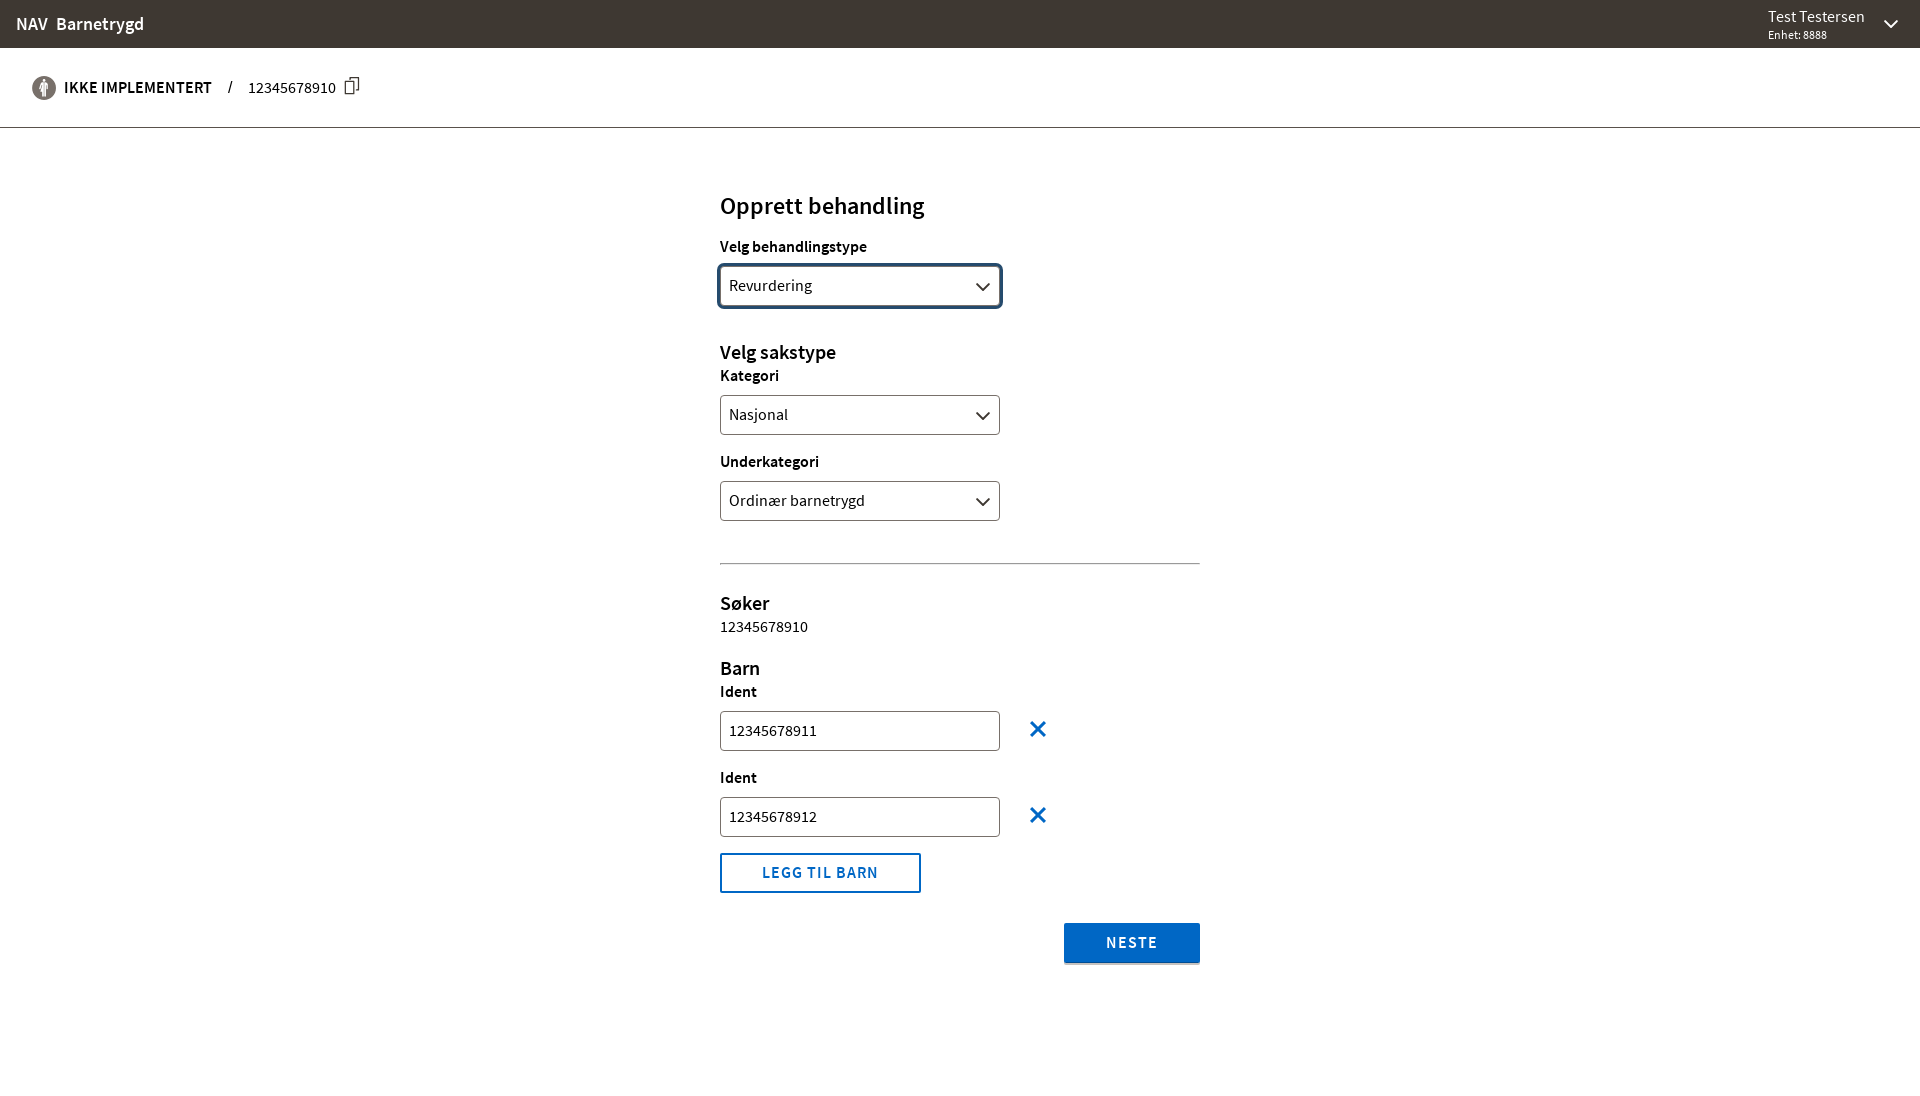 NAV Barnetrygd
Test Testersen
Enhet: 8888
IKKE IMPLEMENTERT / 12345678910
Opprett behandling
Velg behandlingstype
Revurdering
Velg sakstype
Kategori
Nasjonal
Underkategori
Ordinær barnetrygd
Søker
12345678910
Barn
Ident
12345678911
Ident
12345678912
LEGG TIL BARN
NESTE